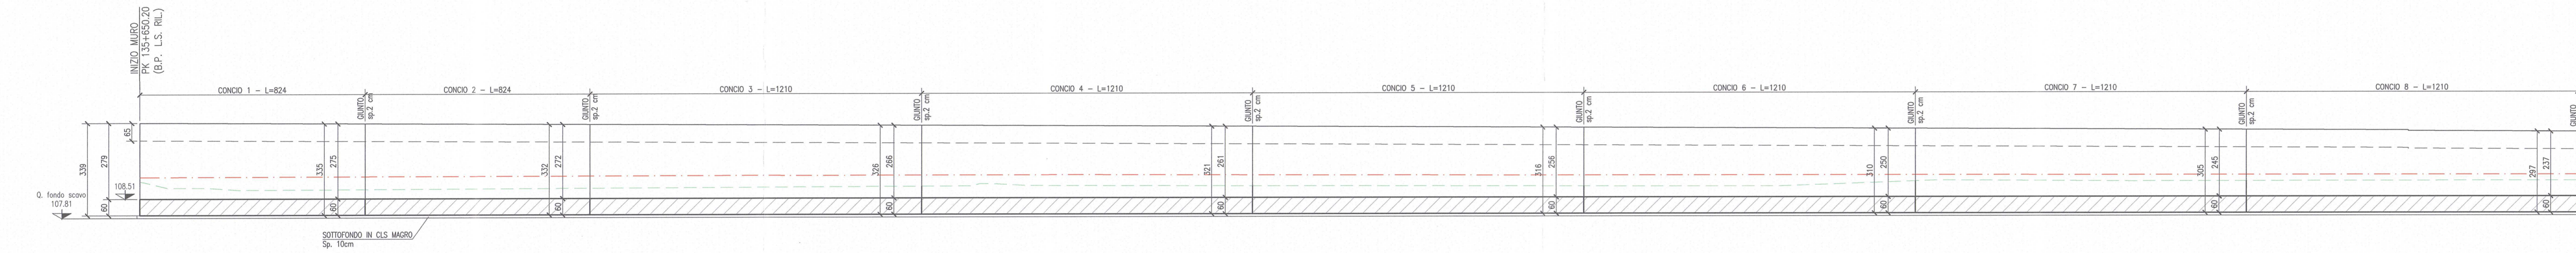 INIZIO MURO
PK 135+650.20
(B.P. L.S. RIL.)
CONCIO 1 - L=824
GIUNTO
sp.2 cm
CONCIO 2 - L=824
GIUNTO
sp.2 cm
CONCIO 3 - L=1210
GIUNTO
sp.2 cm
CONCIO 4 - L=1210
GIUNTO
sp.2 cm
CONCIO 5 - L=1210
GIUNTO
sp.2 cm
CONCIO 6 - L=1210
GIUNTO
sp.2 cm
CONCIO 7 - L=1210
GIUNTO
sp.2 cm
CONCIO 8 - L=1210
GIUNTO
339
279
60
65
335
275
60
332
272
60
326
266
60
321
261
60
316
256
60
310
250
60
305
245
60
297
237
60
108.51
Q. fondo scavo
107.81
SOTTOFONDO IN CLS MAGRO
Sp. 10cm